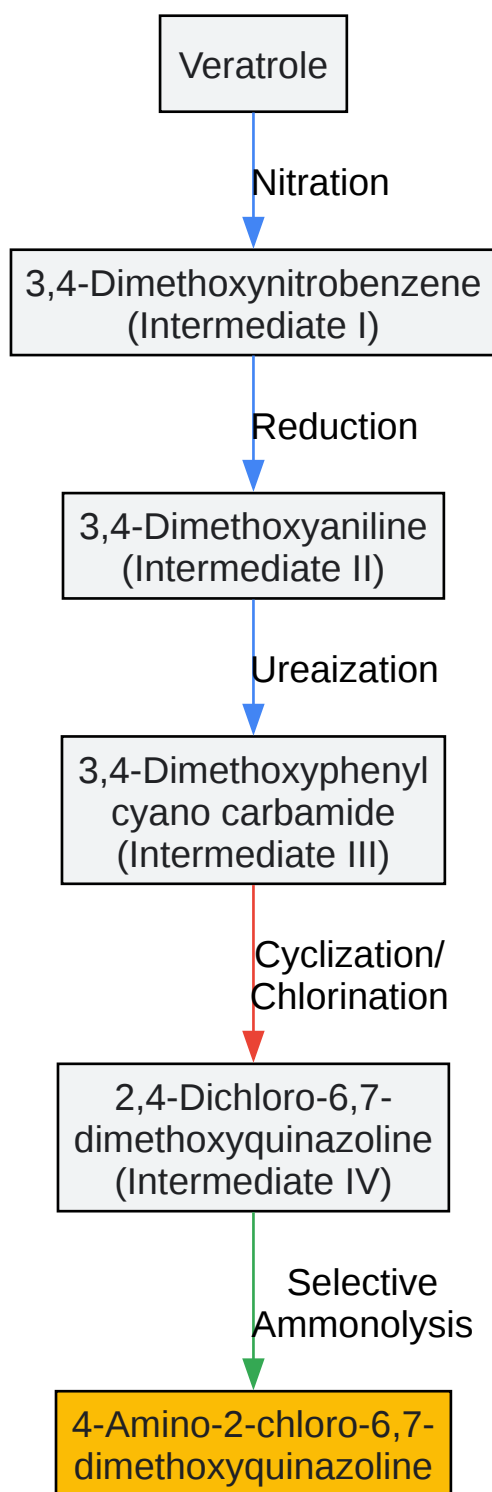 Veratrole
Nitration
3,4-Dimethoxynitrobenzene
(Intermediate I)
Reduction
3,4-Dimethoxyaniline
(Intermediate II)
Ureaization
3,4-Dimethoxyphenyl
cyano carbamide
(Intermediate III)
Cyclization/
Chlorination
2,4-Dichloro-6,7-
dimethoxyquinazoline
(Intermediate IV)
Selective
Ammonolysis
4-Amino-2-chloro-6,7-
dimethoxyquinazoline